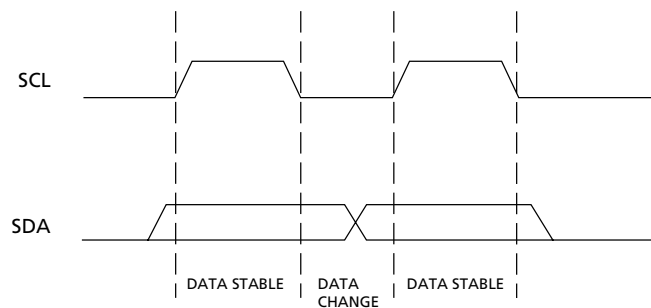 SCL
SDA
DATA STABLE
DATA
CHANGE
DATA STABLE